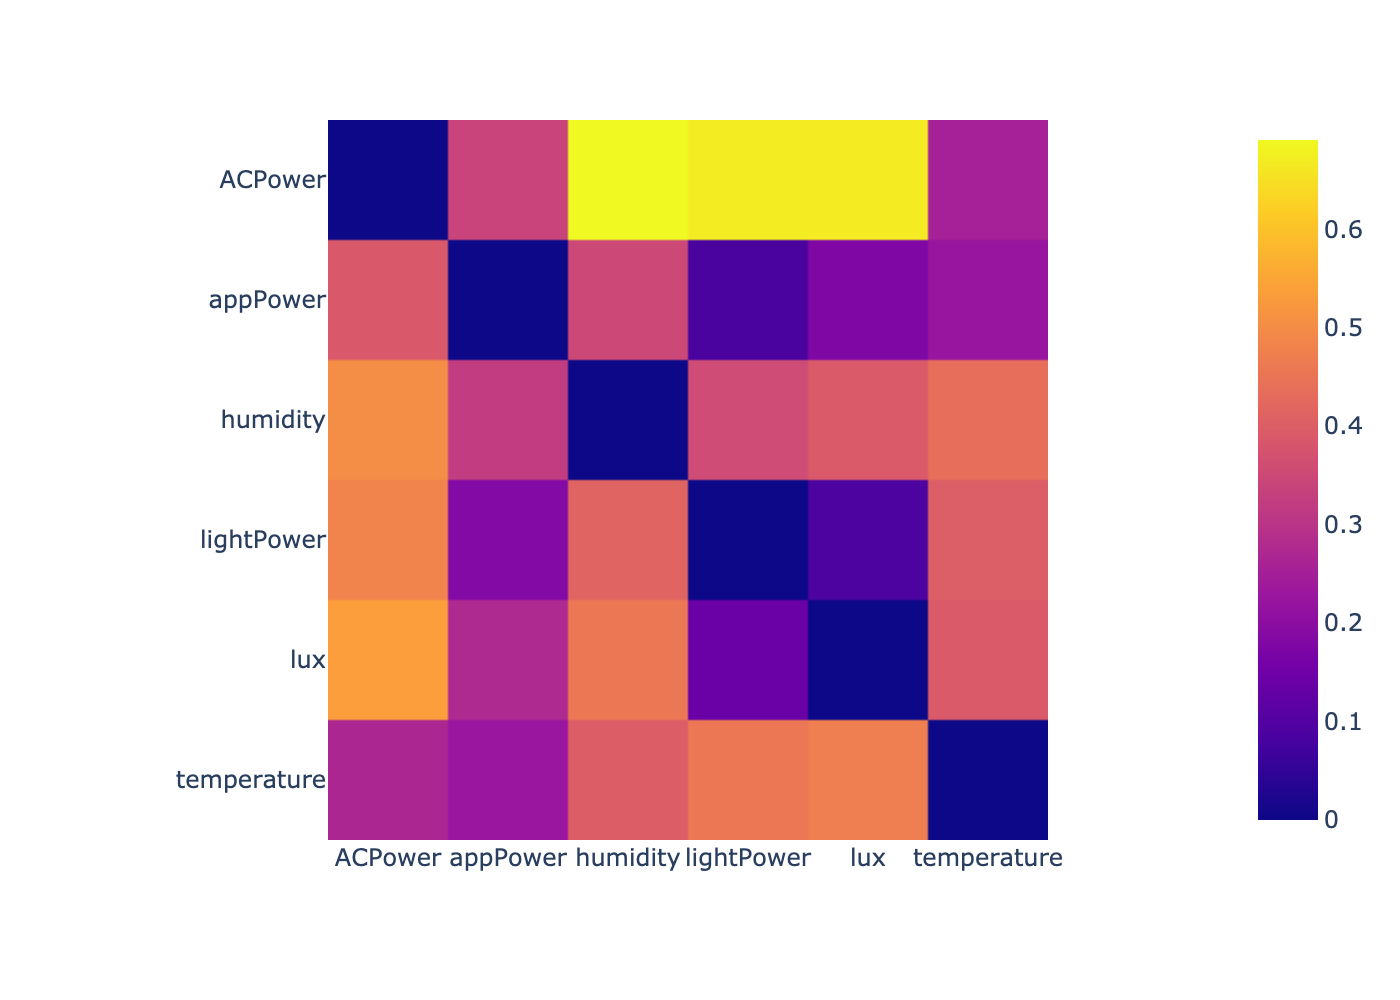 ACPower
appPower
humidity
lightPower
lux
temperature
ACPower appPower humidity lightPower lux temperature
0.6
0.5
0.4
0.3
0.2
0.1
0